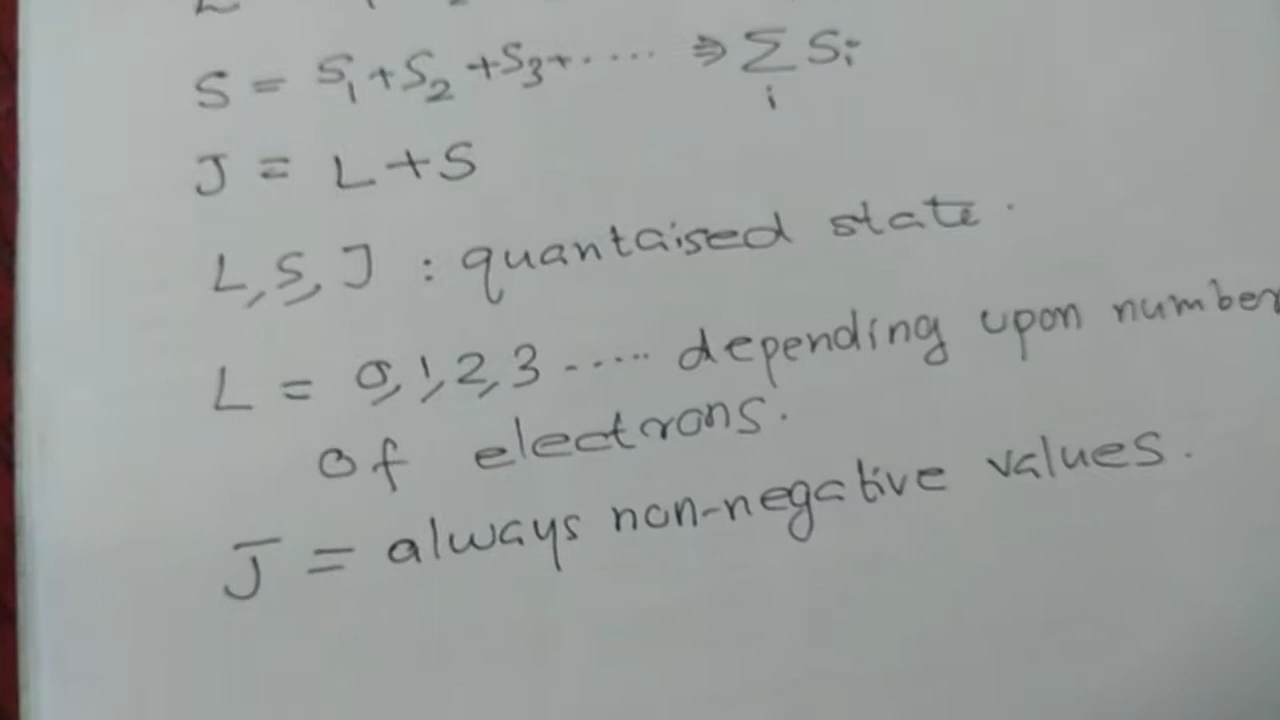 S = S₁+S₂+S₃+..... ⇒ ∑ᵢ Sᵢ
J = L+S
L, S, J : quantaised state.
L = 0,1,2,3 ..... depending upon number
of electrons.
J = always non-negative values.